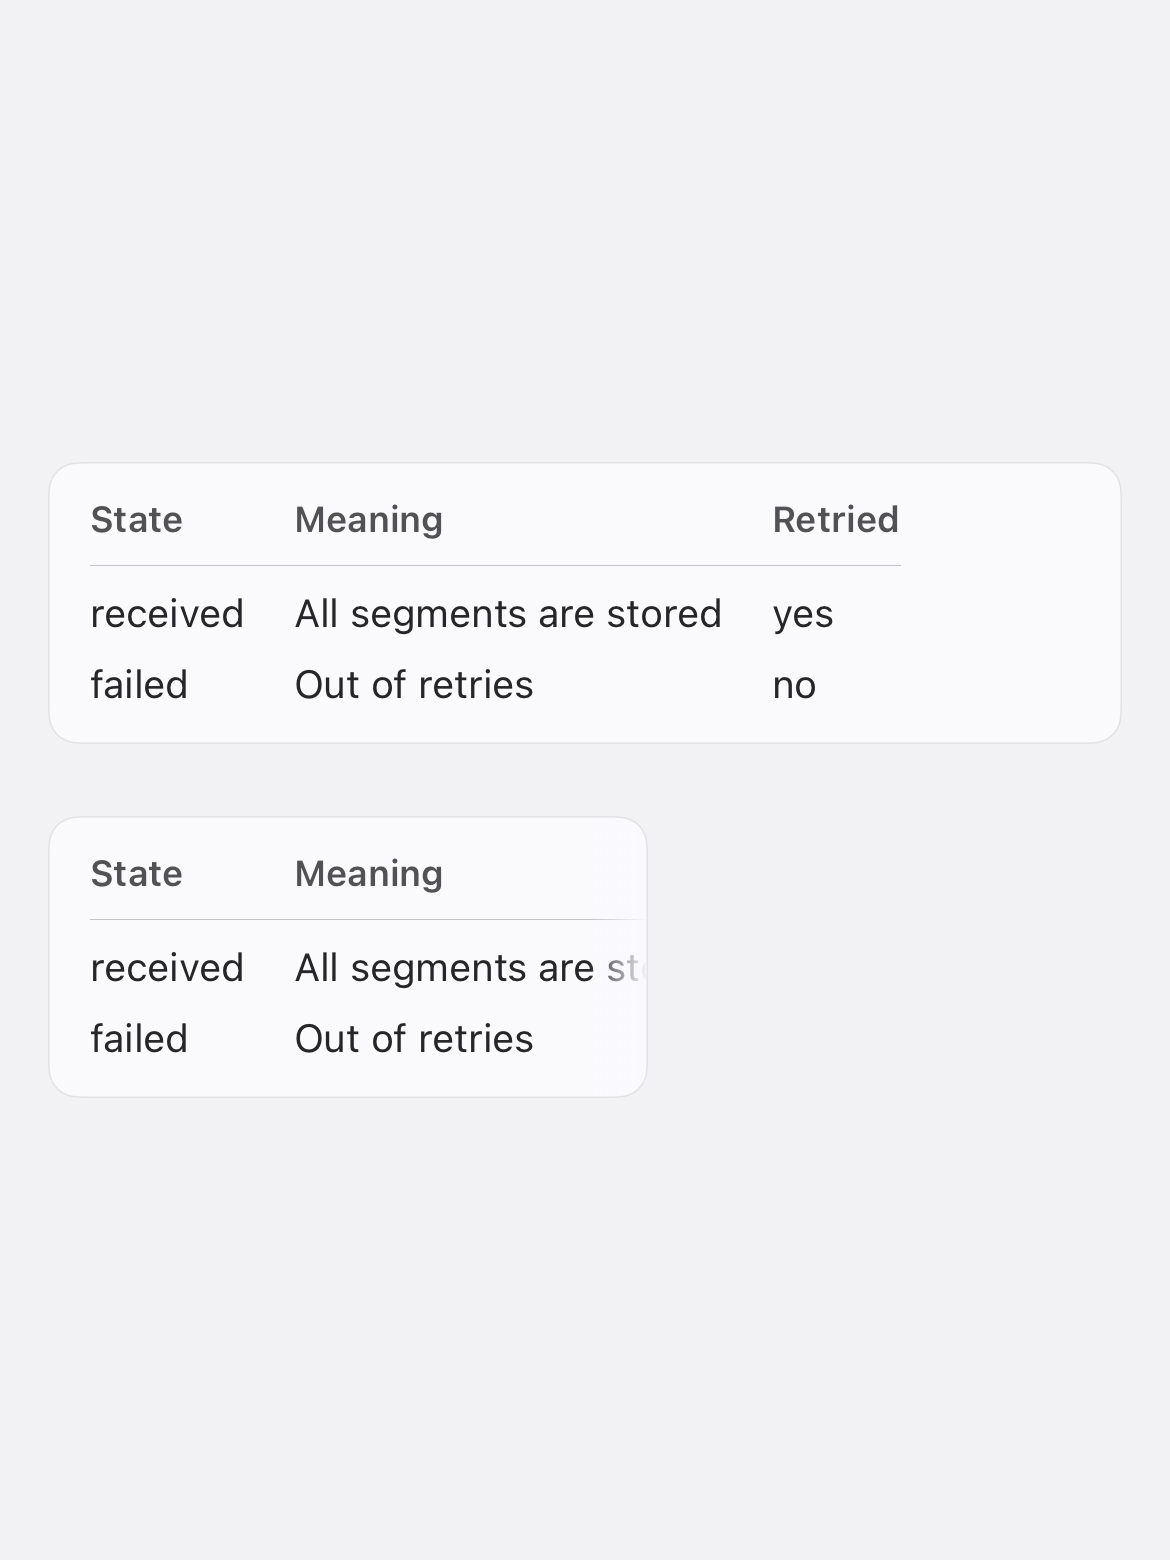 State Meaning Retried
received All segments are stored yes
failed Out of retries no
State Meaning
received All segments are
failed Out of retries